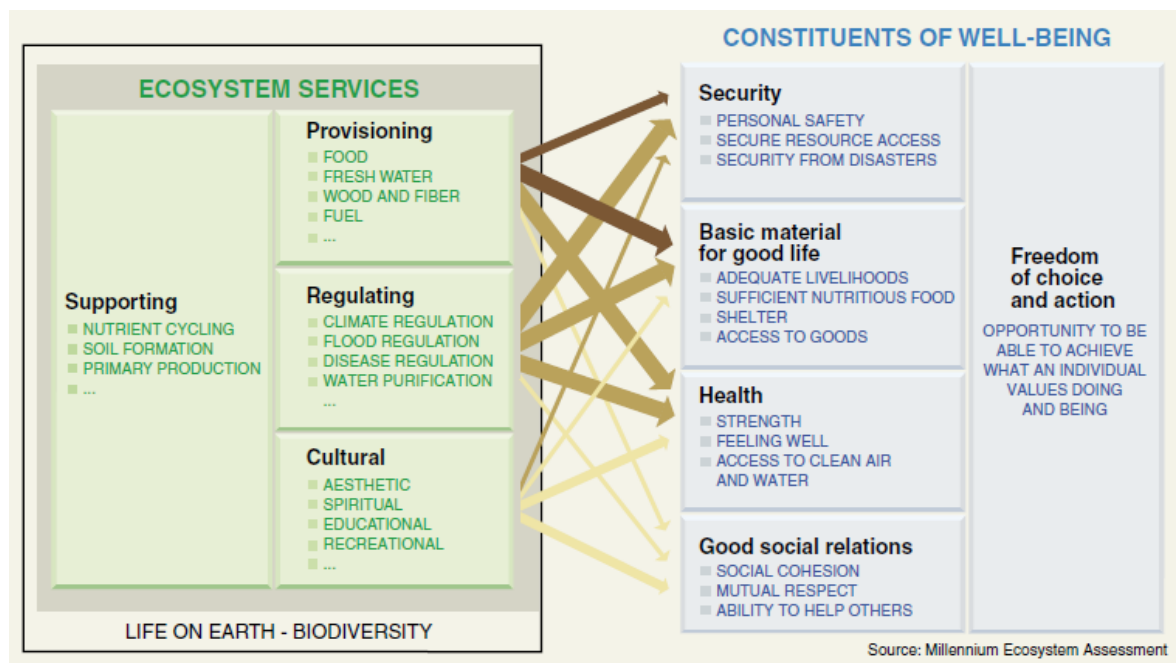 CONSTITUENTS OF WELL-BEING
ECOSYSTEM SERVICES
Supporting
NUTRIENT CYCLING
SOIL FORMATION
PRIMARY PRODUCTION
...
Provisioning
FOOD
FRESH WATER
WOOD AND FIBER
FUEL
...
Regulating
CLIMATE REGULATION
FLOOD REGULATION
DISEASE REGULATION
WATER PURIFICATION
...
Cultural
AESTHETIC
SPIRITUAL
EDUCATIONAL
RECREATIONAL
...
LIFE ON EARTH - BIODIVERSITY
Security
PERSONAL SAFETY
SECURE RESOURCE ACCESS
SECURITY FROM DISASTERS
Basic material
for good life
ADEQUATE LIVELIHOODS
SUFFICIENT NUTRITIOUS FOOD
SHELTER
ACCESS TO GOODS
Health
STRENGTH
FEELING WELL
ACCESS TO CLEAN AIR
AND WATER
Good social relations
SOCIAL COHESION
MUTUAL RESPECT
ABILITY TO HELP OTHERS
Freedom
of choice
and action
OPPORTUNITY TO BE
ABLE TO ACHIEVE
WHAT AN INDIVIDUAL
VALUES DOING
AND BEING
Source: Millennium Ecosystem Assessment